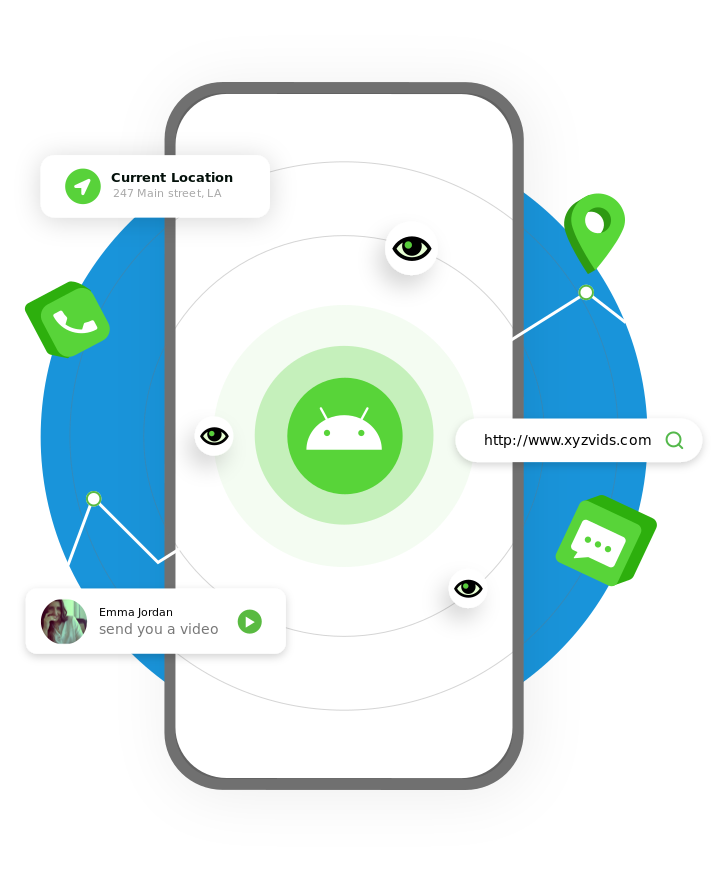 Current Location
247 Main street, LA
http://www.xyzvids.com
Emma Jordan
send you a video